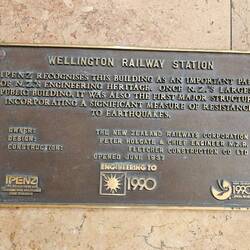 WELLINGTON RAILWAY STATION
IPENZ RECOGNISES THIS BUILDING AS AN IMPORTANT PART
OF N.Z.'S ENGINEERING HERITAGE. ONCE N.Z.'S LARGEST
PUBLIC BUILDING, IT WAS ALSO THE FIRST MAJOR STRUCTURE
INCORPORATING A SIGNIFICANT MEASURE OF RESISTANCE
TO EARTHQUAKES.
OWNER: THE NEW ZEALAND RAILWAY CORPORATION
DESIGN: PETER HOLGATE & CHIEF ENGINEER N.Z.R.
CONSTRUCTION: FLETCHER CONSTRUCTION CO LTD
OPENED JUNE 1937
ENGINEERING TO
IPENZ 1990 1990